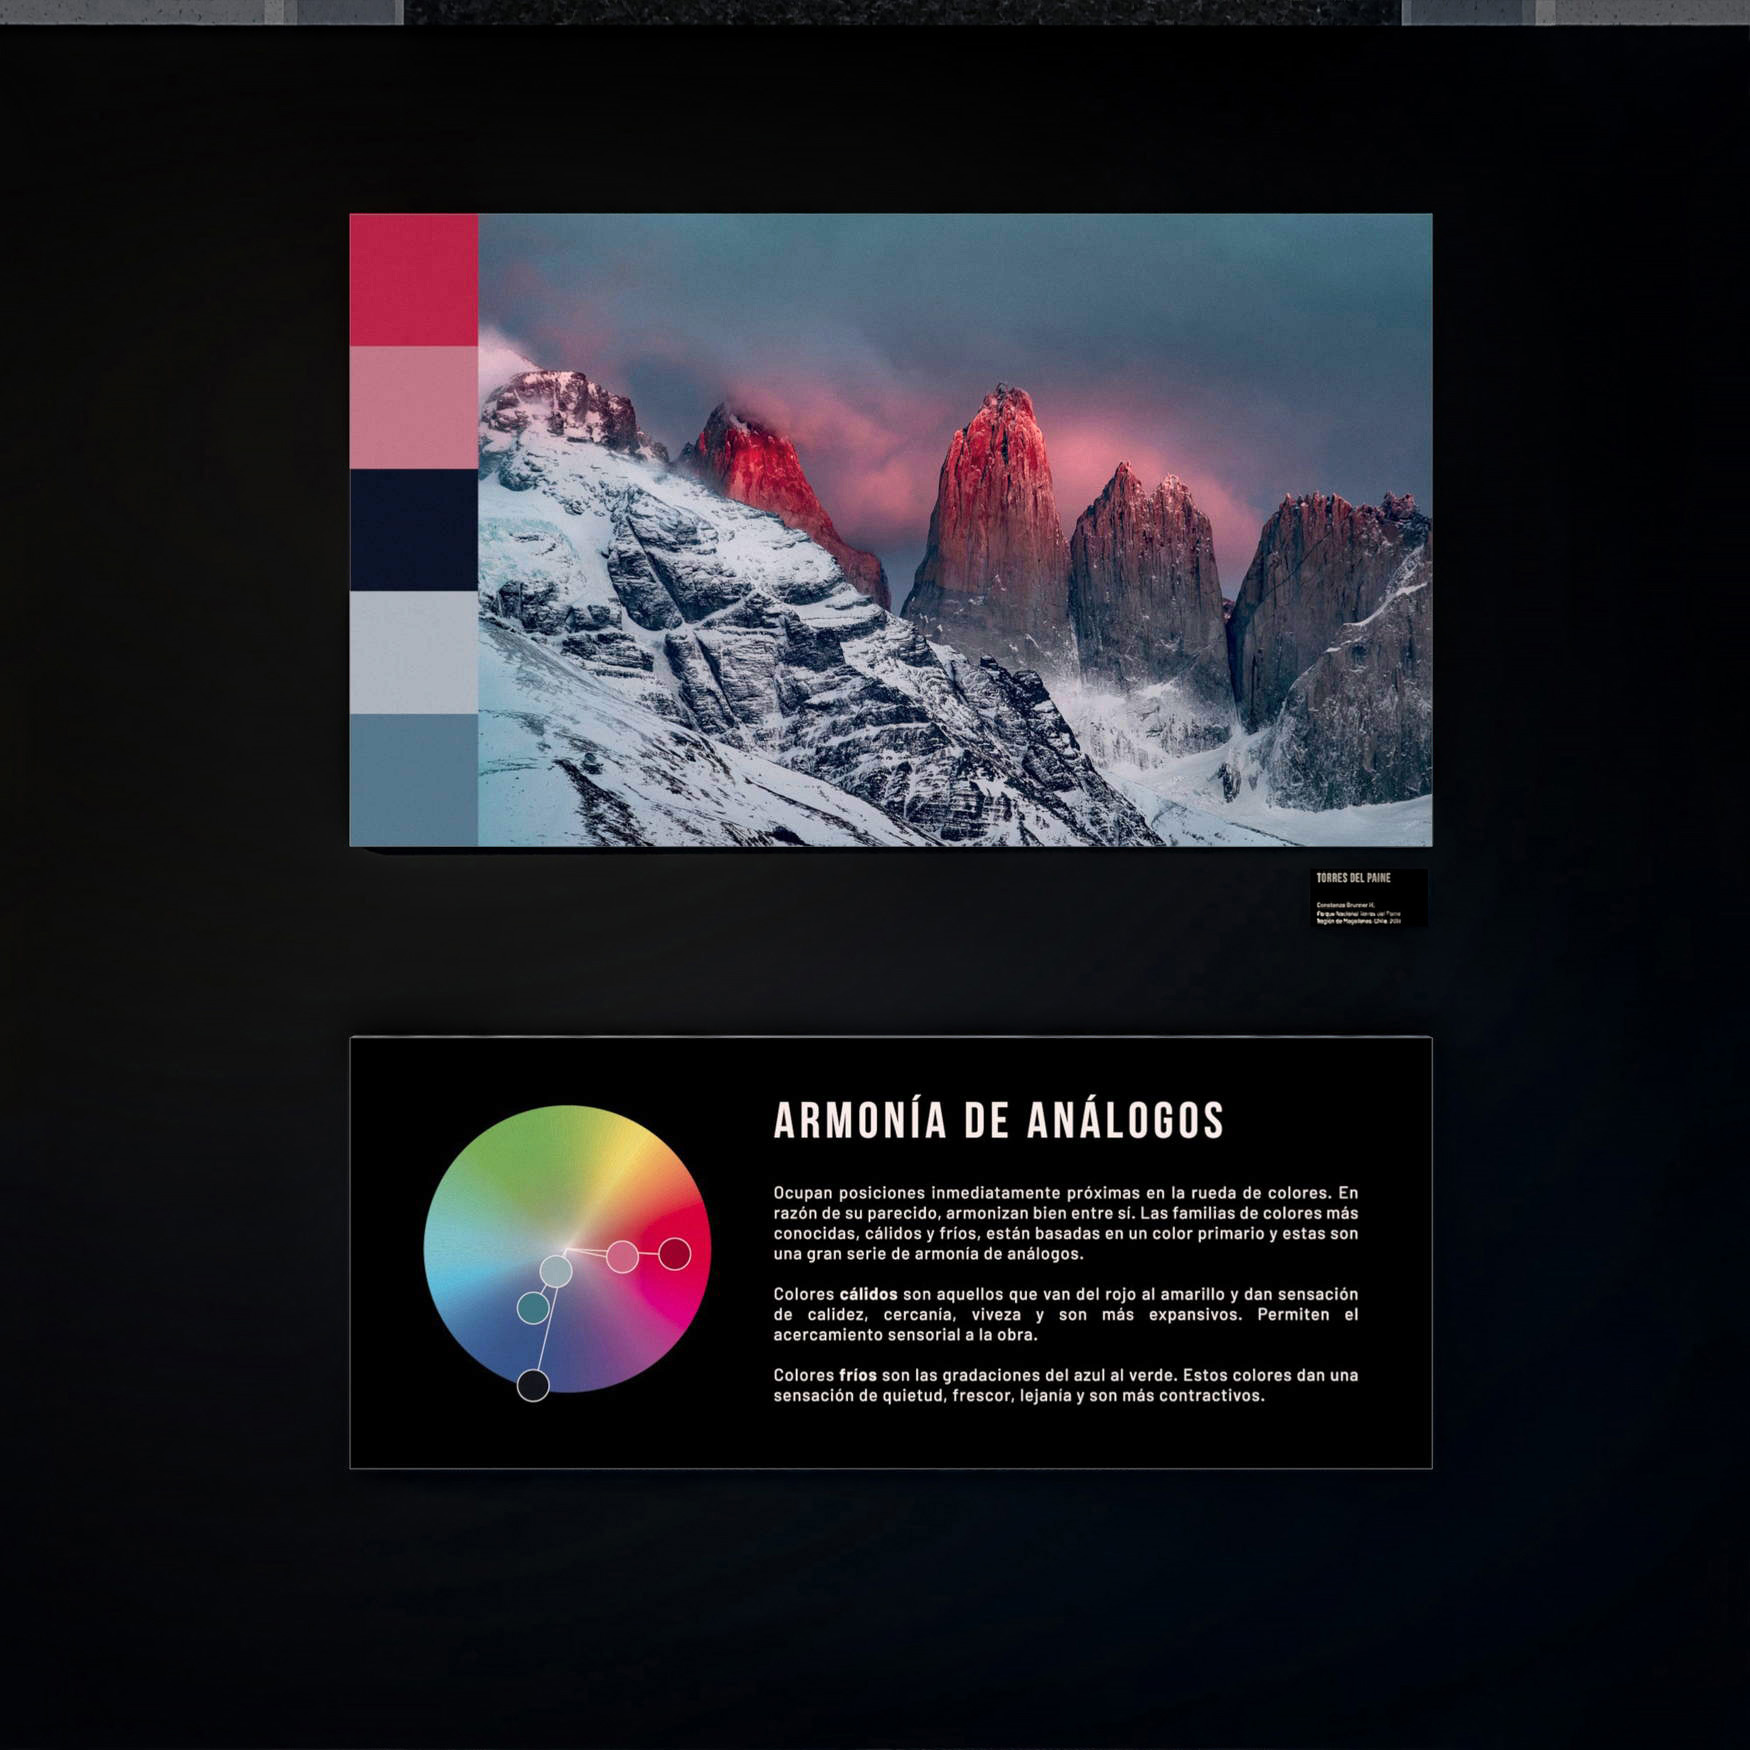 TORRES DEL PAINE
Constanza Brunner H.
Parque Nacional Torres del Paine
Región de Magallanes, Chile.
ARMONÍA DE ANÁLOGOS
Ocupan posiciones inmediatamente próximas en la rueda de colores. En
razón de su parecido, armonizan bien entre sí. Las familias de colores más
conocidas, cálidos y fríos, están basadas en un color primario y estas son
una gran serie de armonía de análogos.
Colores cálidos son aquellos que van del rojo al amarillo y dan sensación
de calidez, cercanía, viveza y son más expansivos. Permiten el
acercamiento sensorial a la obra.
Colores fríos son las gradaciones del azul al verde. Estos colores dan una
sensación de quietud, frescor, lejanía y son más contractivos.